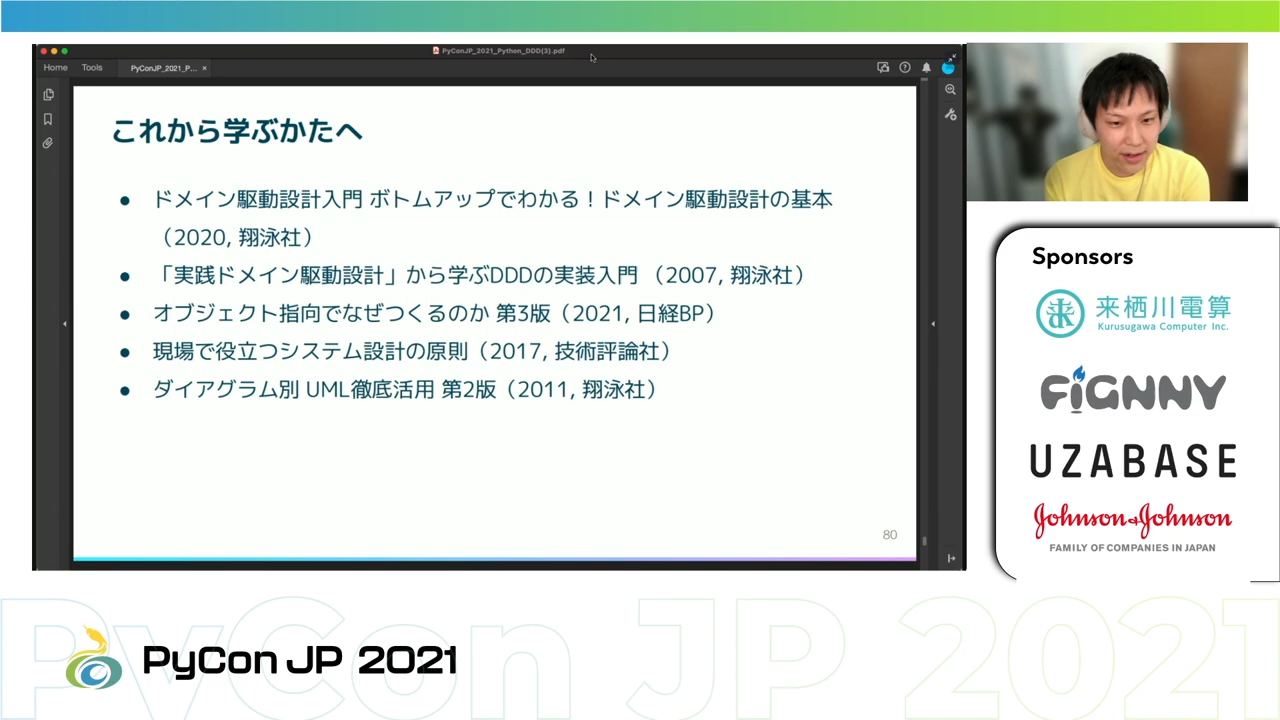 PyConJP_2021_Python_DDD(3).pdf
Home Tools PyConJP_2021_P... ×
これから学ぶかたへ
● ドメイン駆動設計入門 ボトムアップでわかる！ドメイン駆動設計の基本
（2020, 翔泳社）
● 「実践ドメイン駆動設計」から学ぶDDDの実装入門 （2007, 翔泳社）
● オブジェクト指向でなぜつくるのか 第3版（2021, 日経BP）
● 現場で役立つシステム設計の原則（2017, 技術評論社）
● ダイアグラム別 UML徹底活用 第2版（2011, 翔泳社）
80
Sponsors
来栖川電算
Kurusugawa Computer Inc.
FiGNNY
UZABASE
Johnson&Johnson
FAMILY OF COMPANIES IN JAPAN
PyCon JP 2021
PyCon JP 2021